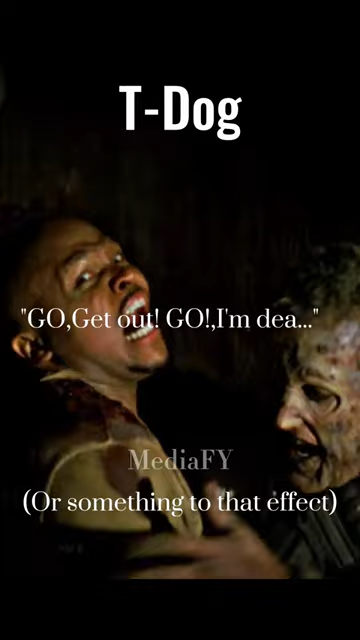 T-Dog
"GO,Get out! GO!,I'm dea..."
MediaFY
(Or something to that effect)